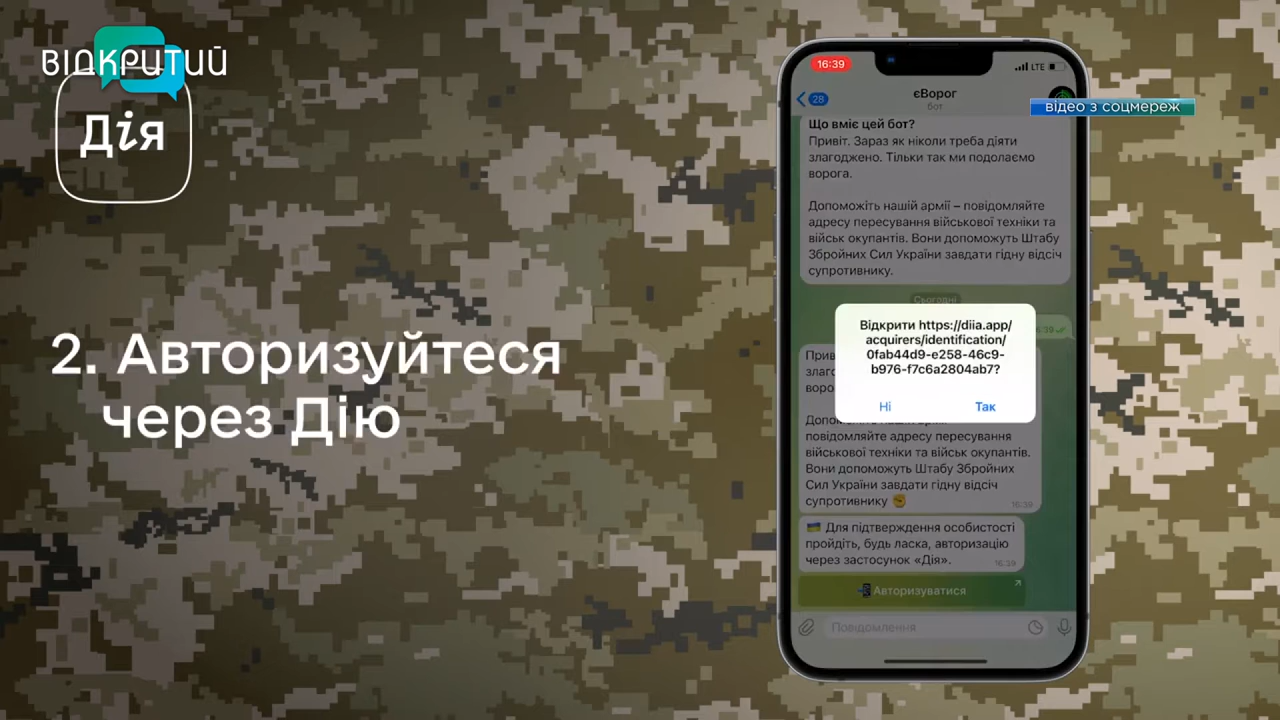 ВІДКРИТИЙ
Дія
2. Авторизуйтеся
через Дію
16:39
LTE
28
єВорог
бот
відео з соцмереж
Що вміє цей бот?
Привіт. Зараз як ніколи треба діяти
злагоджено. Тільки так ми подолаємо
ворога.
Допоможіть нашій армії – повідомляйте
адресу пересування військової техніки та
військ окупантів. Вони допоможуть Штабу
Збройних Сил України завдати гідну відсіч
супротивнику.
Сьогодні
Відкрити https://diia.app/
acquirers/identification/
0fab44d9-e258-46c9-
b976-f7c6a2804ab7?
Ні Так
повідомляйте адресу пересування
військової техніки та військ окупантів.
Вони допоможуть Штабу Збройних
Сил України завдати гідну відсіч
супротивнику
16:39
Для підтвердження особистості
пройдіть, будь ласка, авторизацію
через застосунок «Дія».
16:39
Авторизуватися
Повідомлення